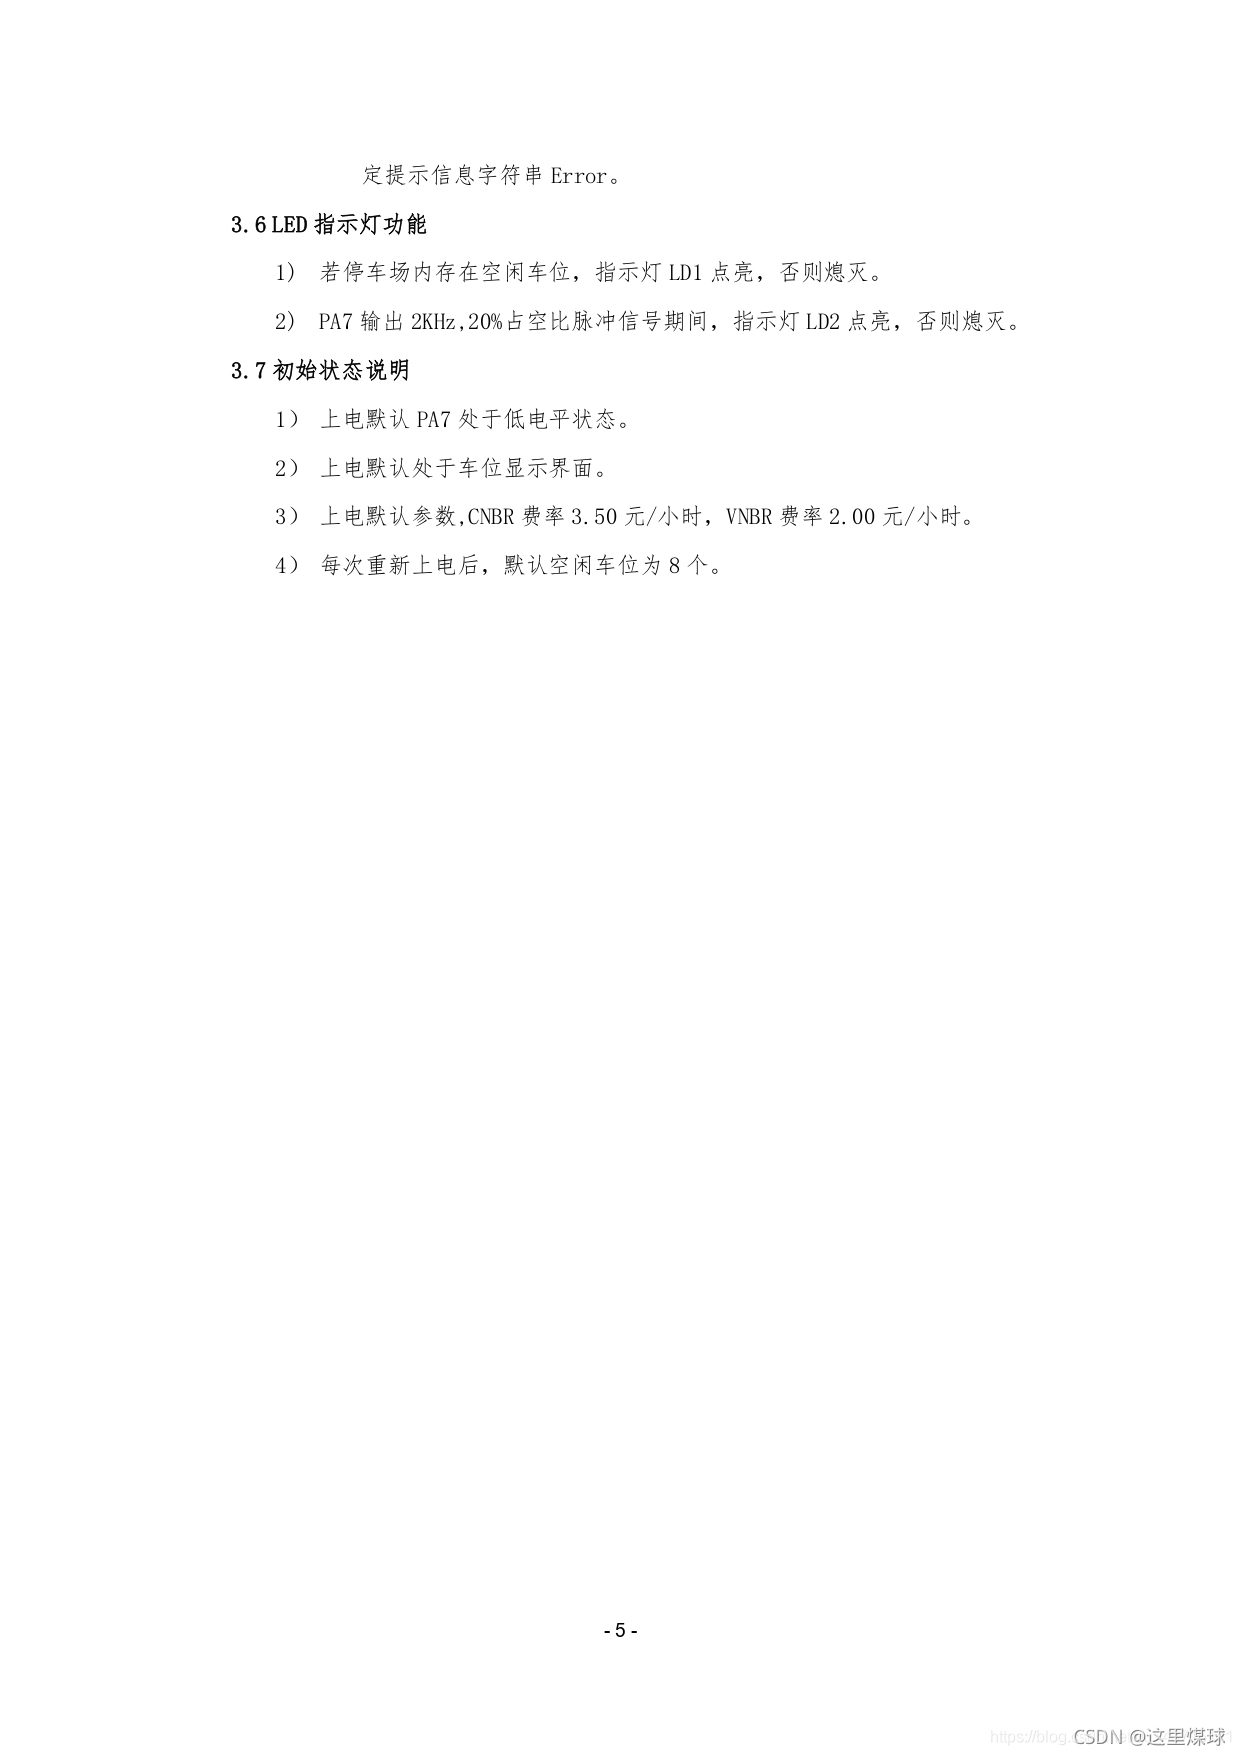 定提示信息字符串 Error。
3.6 LED 指示灯功能
1) 若停车场内存在空闲车位，指示灯 LD1 点亮，否则熄灭。
2) PA7 输出 2KHz,20%占空比脉冲信号期间，指示灯 LD2 点亮，否则熄灭。
3.7 初始状态说明
1） 上电默认 PA7 处于低电平状态。
2） 上电默认处于车位显示界面。
3） 上电默认参数,CNBR 费率 3.50 元/小时，VNBR 费率 2.00 元/小时。
4） 每次重新上电后，默认空闲车位为 8 个。
- 5 -
https://blog. CSDN @这里煤球